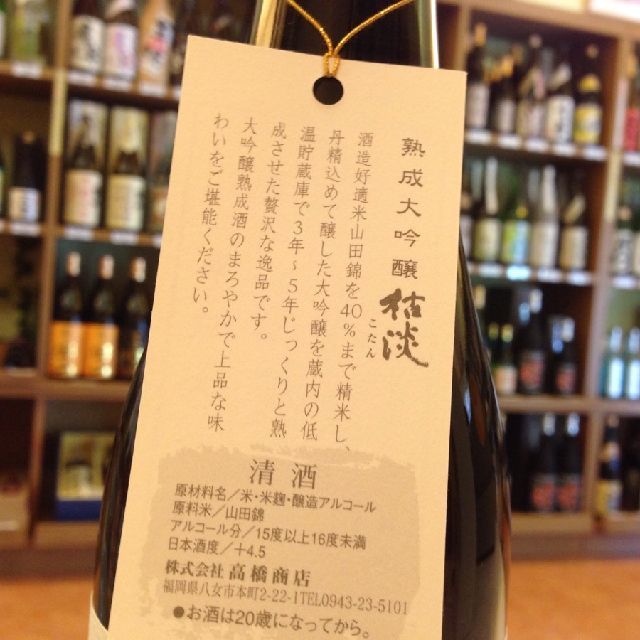 熟成大吟醸 枯淡
こたん
酒造好適米山田錦を40%まで精米し、
丹精込めて醸した大吟醸を蔵内の低
温貯蔵庫で3年〜5年じっくりと熟
成させた贅沢な逸品です。
大吟醸熟成酒のまろやかで上品な味
わいをご堪能ください。
清酒
原材料名／米・米麹・醸造アルコール
原料米／山田錦
アルコール分／15度以上16度未満
日本酒度／+4.5
株式会社高橋商店
福岡県八女市本町2-22-1TEL0943-23-5101
●お酒は20歳になってから。